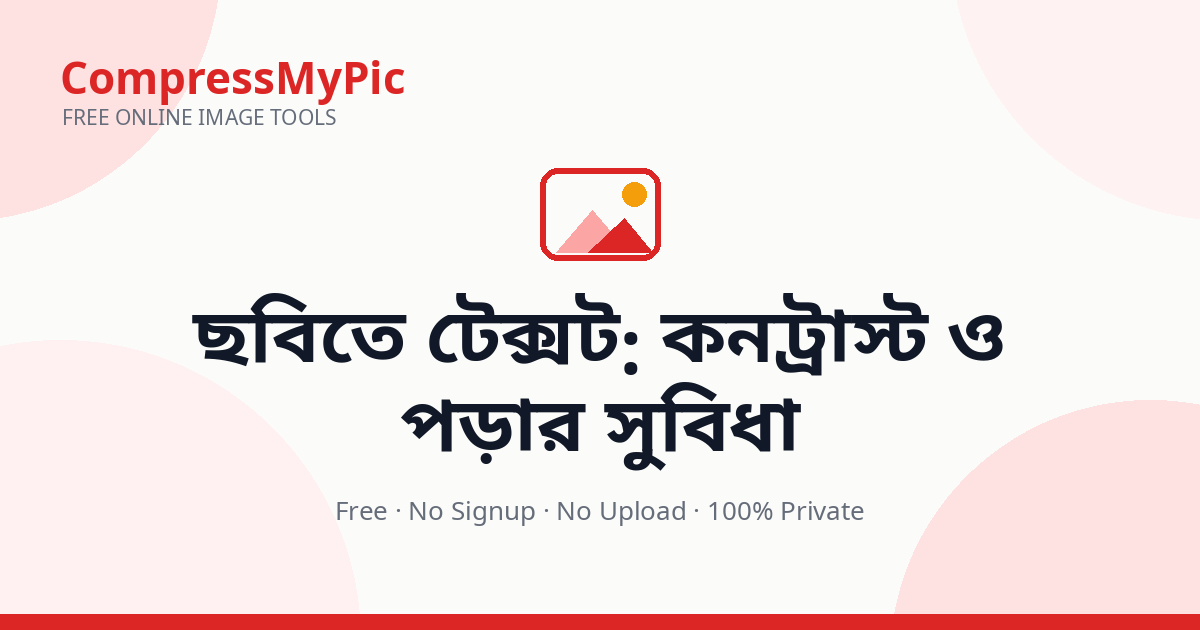 CompressMyPic
FREE ONLINE IMAGE TOOLS
ছবিতে টেক্সট: কনট্রাস্ট ও
পড়ার সুবিধা
Free · No Signup · No Upload · 100% Private